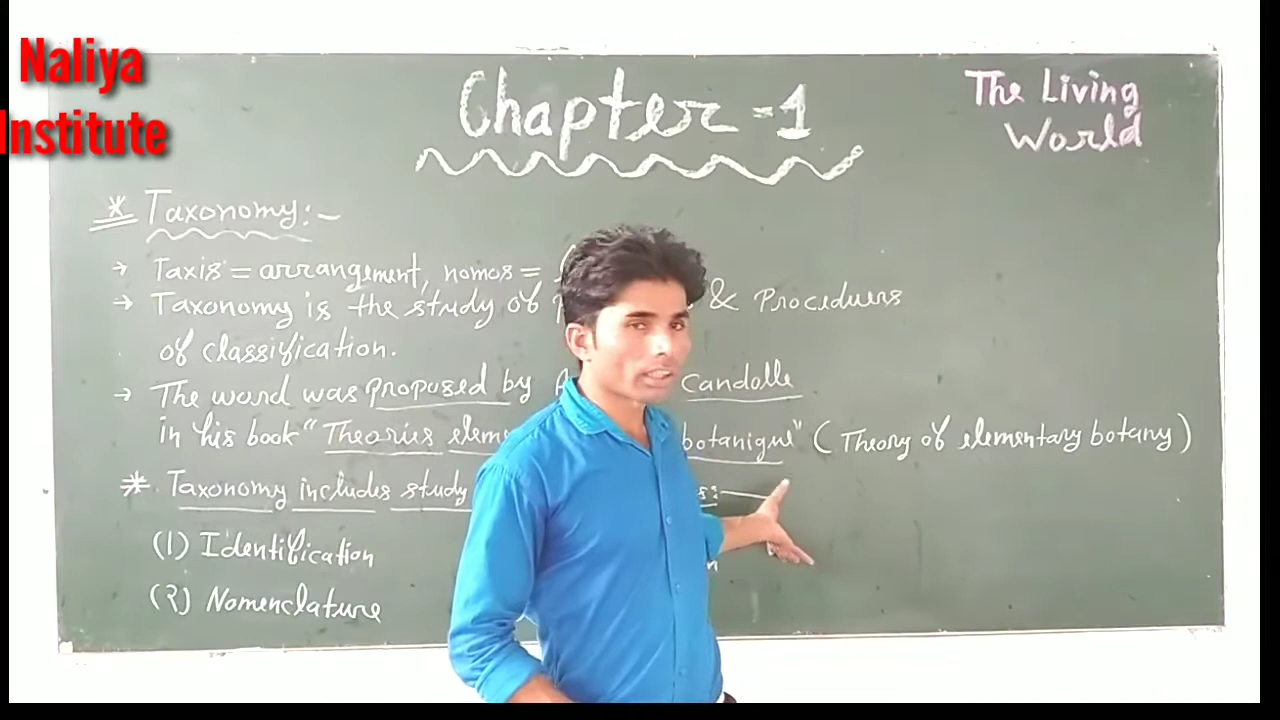 Naliya
Institute
Chapter = 1
The Living
World
* Taxonomy:-
→ Taxis = arrangement, nomos =
→ Taxonomy is the study of & Proceduers
of classification.
→ The word was proposed by Candolle
in his book "Theories botanique" (Theory of elementary botany)
* Taxonomy includes study
(1) Identification
(२) Nomenclature